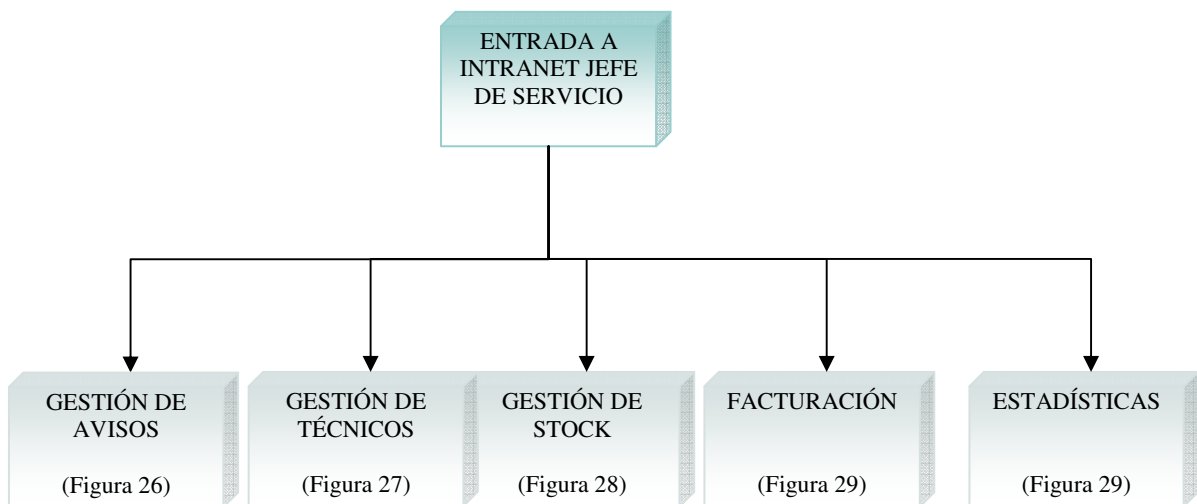 ENTRADA A
INTRANET JEFE
DE SERVICIO
GESTIÓN DE
AVISOS
(Figura 26)
GESTIÓN DE
TÉCNICOS
(Figura 27)
GESTIÓN DE
STOCK
(Figura 28)
FACTURACIÓN
(Figura 29)
ESTADÍSTICAS
(Figura 29)